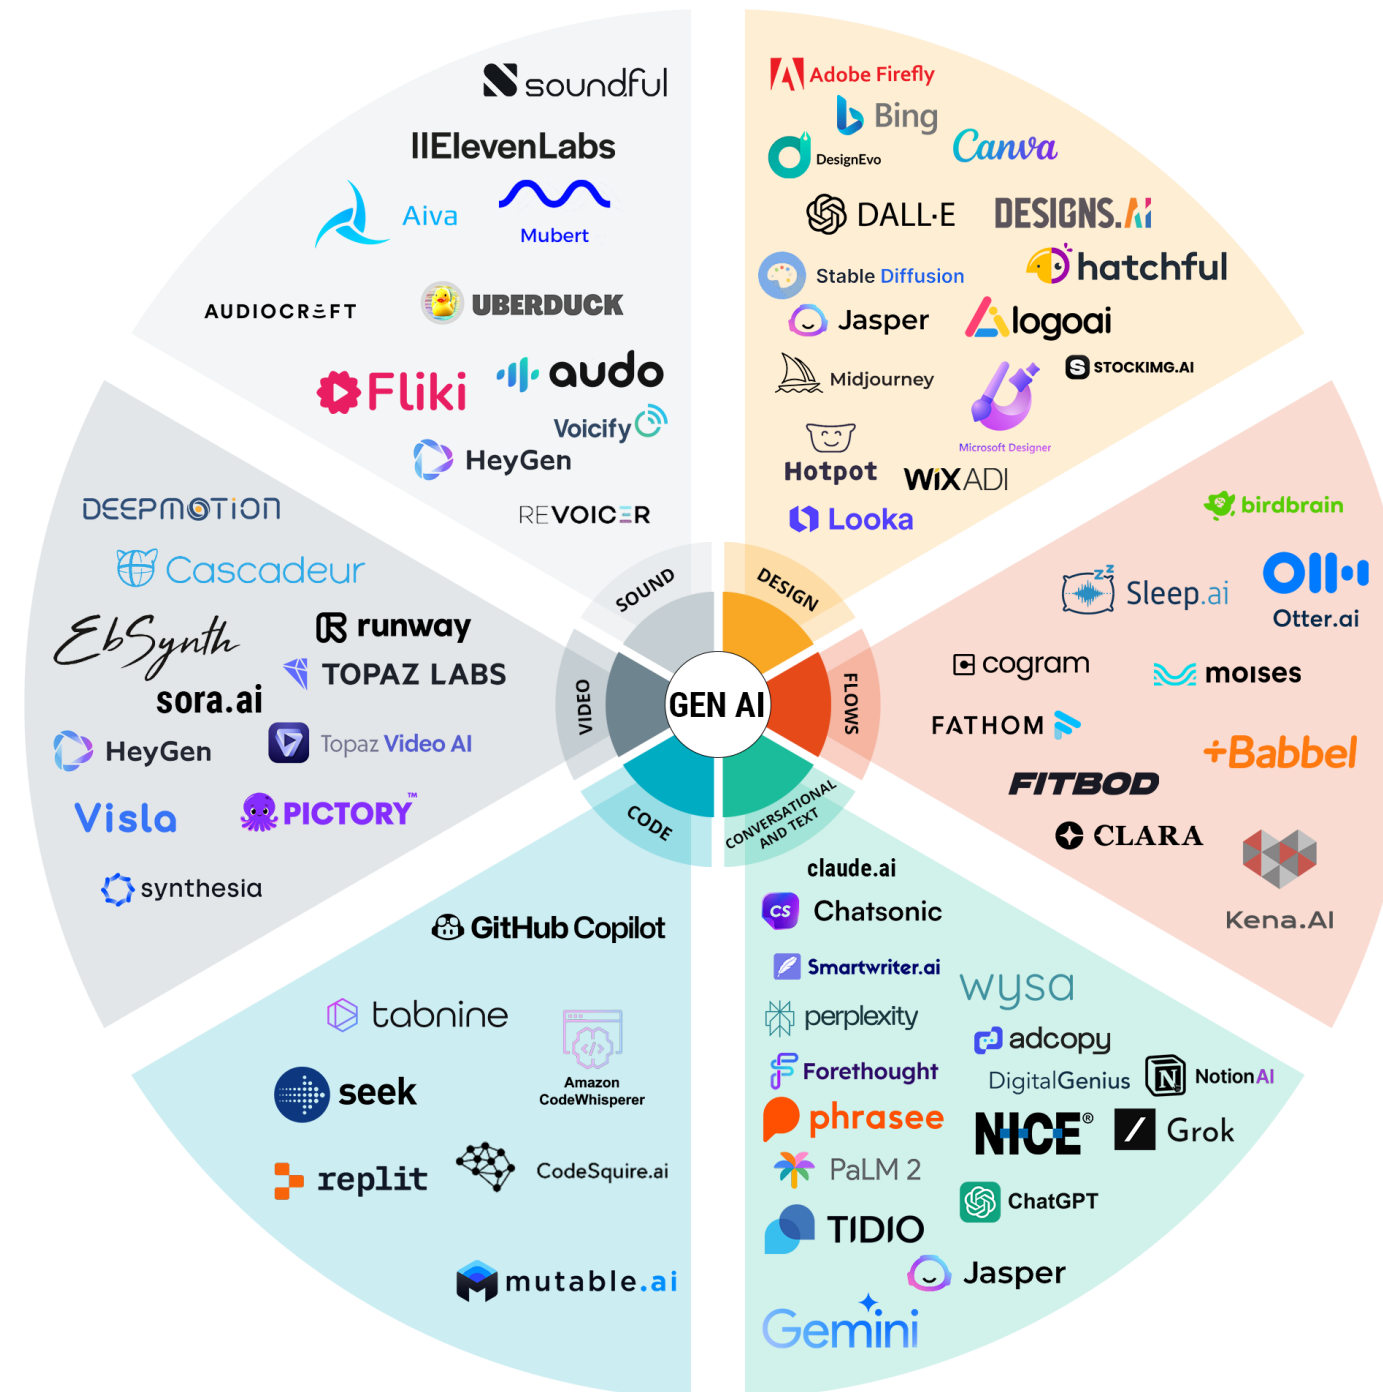 soundful
IIElevenLabs
Aiva
Mubert
AUDIOCRAFT
UBERDUCK
Fliki
audo
Voicify
HeyGen
REVOICER
Adobe Firefly
Bing
DesignEvo
Canva
DALL·E
DESIGNS.AI
Stable Diffusion
hatchful
Jasper
logoai
Midjourney
STOCKIMG.AI
Microsoft Designer
Hotpot
WiX ADI
Looka
DEEPMOTION
Cascadeur
EbSynth
runway
TOPAZ LABS
sora.ai
HeyGen
Topaz Video AI
Visla
PICTORY™
synthesia
SOUND
DESIGN
VIDEO
GEN AI
FLOWS
CODE
CONVERSATIONAL
AND TEXT
birdbrain
Sleep.ai
zz
Otter.ai
cogram
moises
FATHOM
+Babbel
FITBOD
CLARA
Kena.AI
GitHub Copilot
tabnine
Amazon
CodeWhisperer
seek
replit
CodeSquire.ai
mutable.ai
claude.ai
CS Chatsonic
Smartwriter.ai
wysa
perplexity
adcopy
Forethought
DigitalGenius
N NotionAI
phrasee
NICE®
Grok
PaLM 2
ChatGPT
TIDIO
Jasper
Gemini